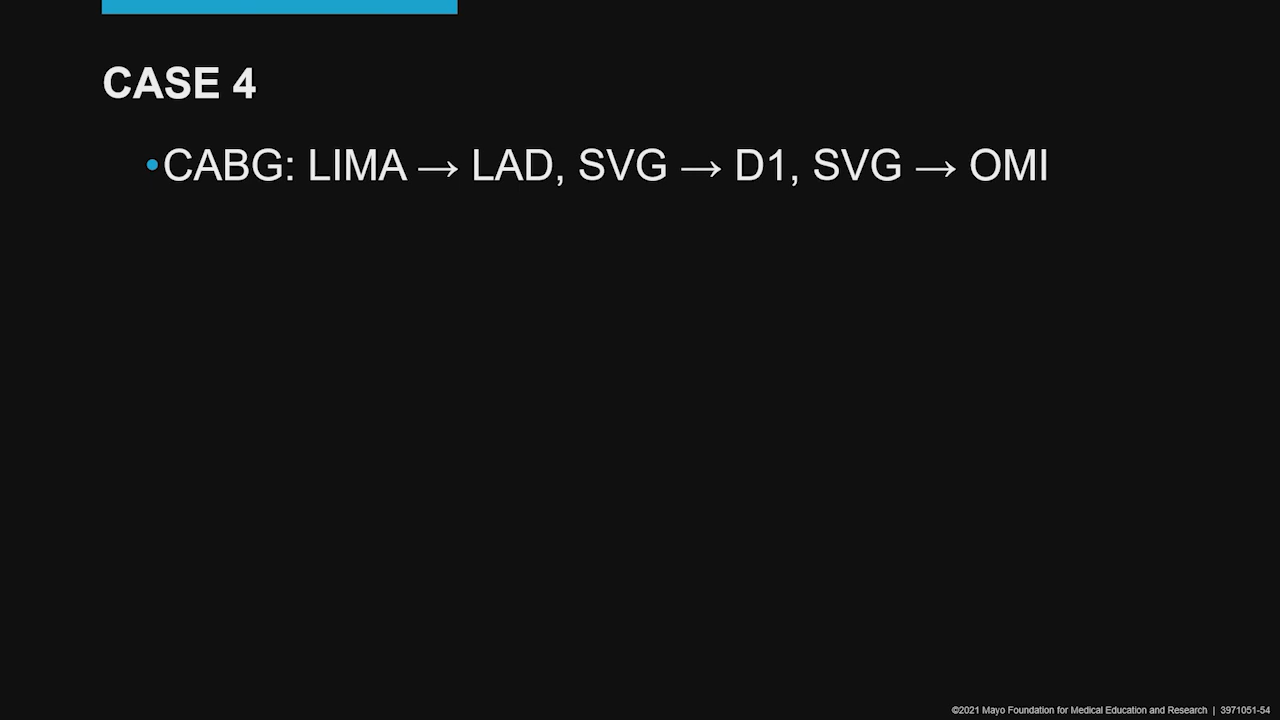 CASE 4
•CABG: LIMA → LAD, SVG → D1, SVG → OMI
©2021 Mayo Foundation for Medical Education and Research | 3971051-54